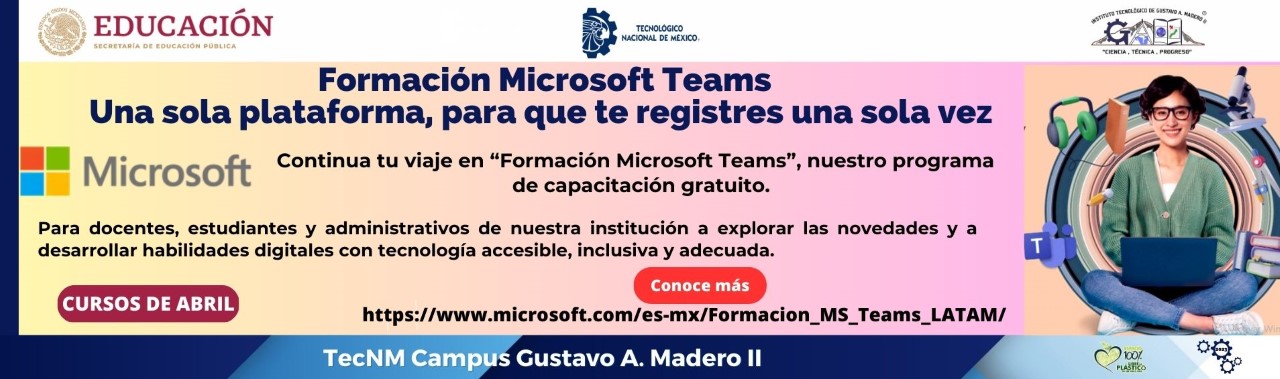 EDUCACIÓN
SECRETARÍA DE EDUCACIÓN PÚBLICA
TECNOLÓGICO
NACIONAL DE MÉXICO
INSTITUTO TECNOLÓGICO DE GUSTAVO A. MADERO II
"CIENCIA, TÉCNICA, PROGRESO"
Formación Microsoft Teams
Una sola plataforma, para que te registres una sola vez
Microsoft
Continua tu viaje en “Formación Microsoft Teams”, nuestro programa
de capacitación gratuito.
Para docentes, estudiantes y administrativos de nuestra institución a explorar las novedades y a
desarrollar habilidades digitales con tecnología accesible, inclusiva y adecuada.
Conoce más
CURSOS DE ABRIL
https://www.microsoft.com/es-mx/Formacion_MS_Teams_LATAM/
T
TecNM Campus Gustavo A. Madero II
100%
PLÁSTICO